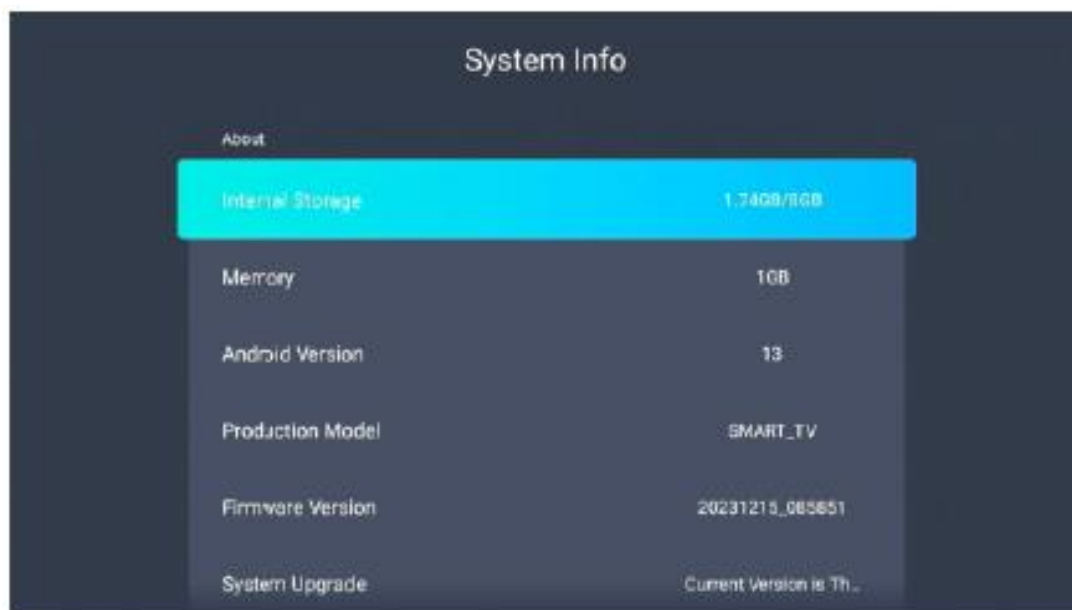 System Info
About
Internal Storage 1.74GB/8GB
Memory 1GB
Android Version 13
Production Model SMART_TV
Firmware Version 20231215_085851
System Upgrade Current Version is Th...